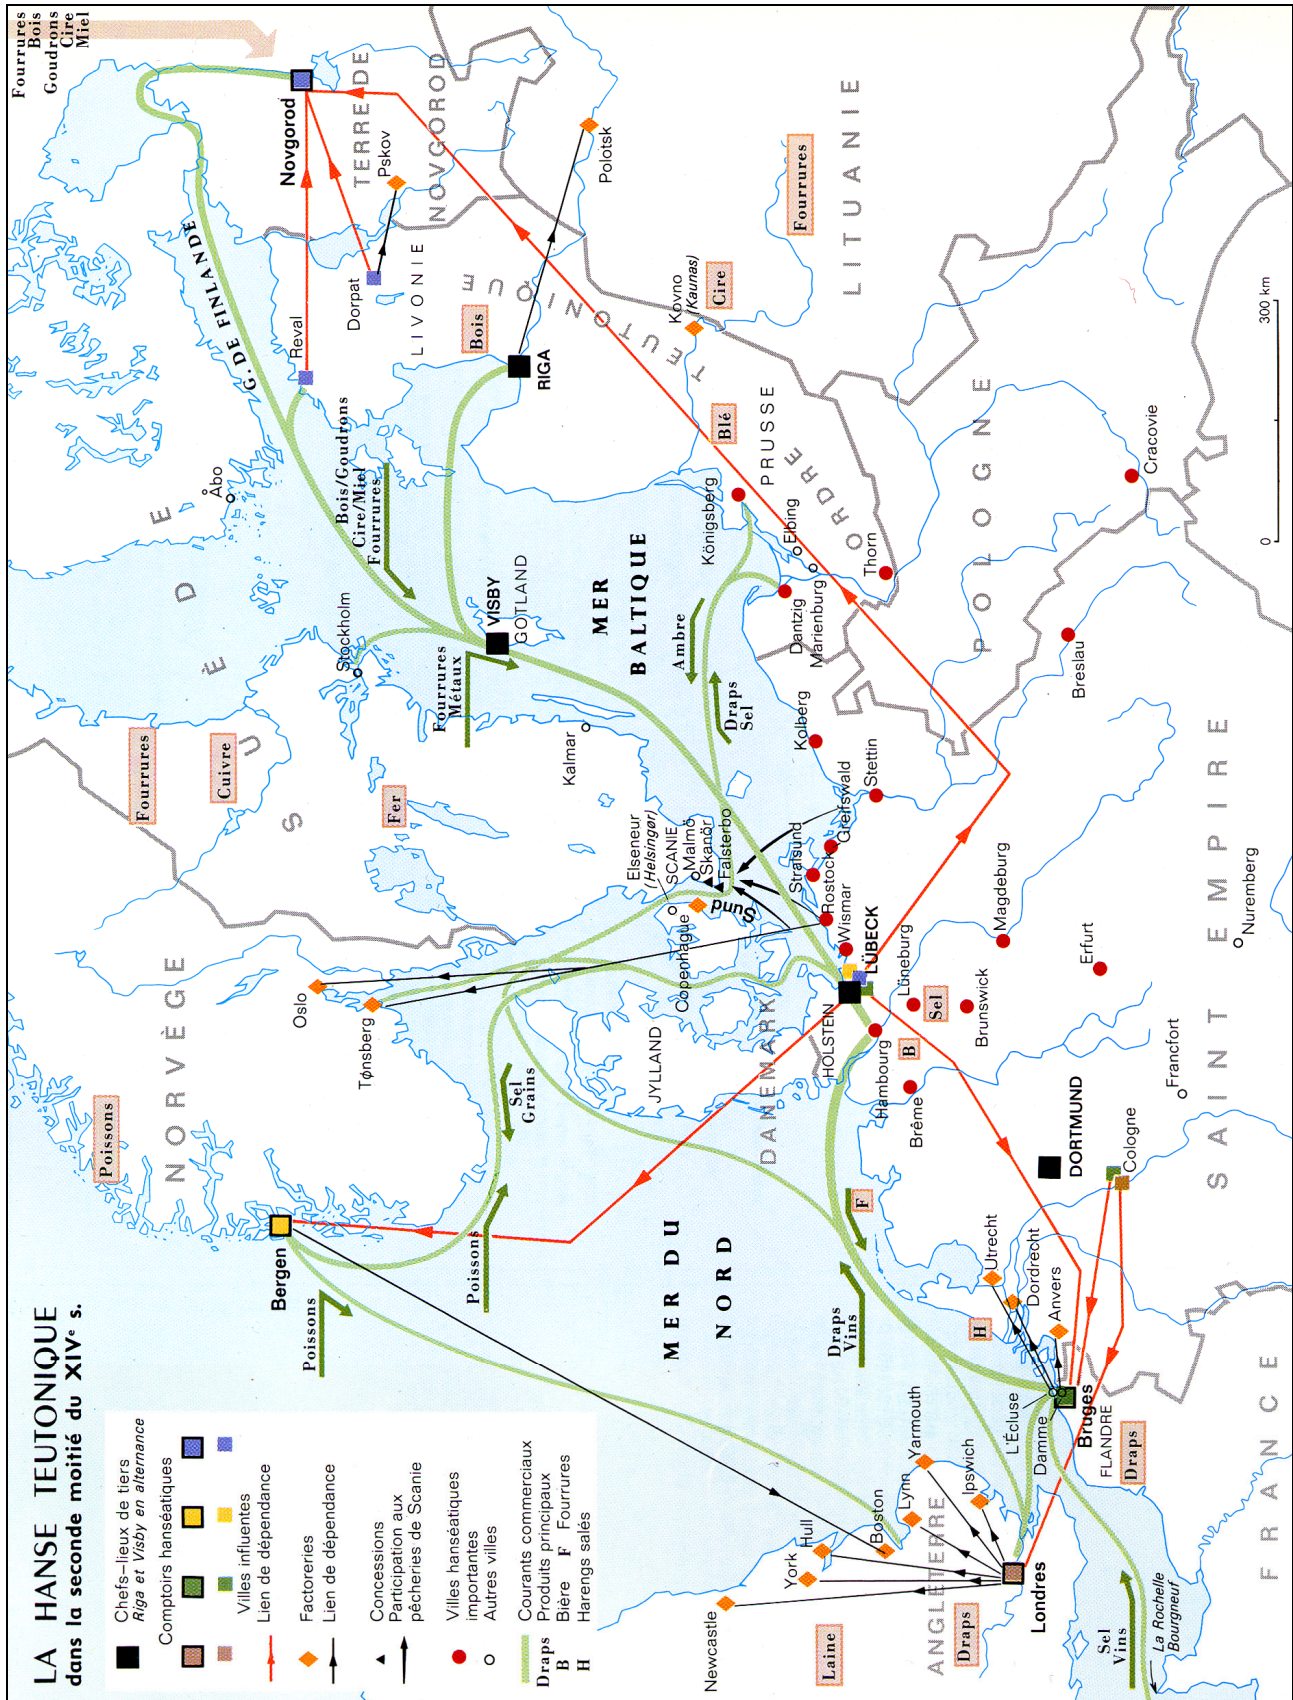 LA HANSE TEUTONIQUE
dans la seconde moitié du XIVe s.
Chefs-lieux de tiers
Riga et Visby en alternance
Comptoirs hanséatiques
Villes influentes
Lien de dépendance
Factoreries
Lien de dépendance
Concessions
Participation aux
pêcheries de Scanie
Villes hanséatiques
importantes
Autres villes
Courants commerciaux
Draps Produits principaux
B Bière F Fourrures
H Harengs salés
Fourrures
Bois
Goudrons
Cire
Miel
Novgorod
TERRE DE
NOVGOROD
Pskov
Polotsk
G. DE FINLANDE
Reval
Dorpat
LIVONIE
Bois
RIGA
Fourrures
LITUANIE
Kovno
(Kaunas)
Cire
ORDRE
TEUTONIQUE
Blé
PRUSSE
Königsberg
Elbing
Marienburg
Dantzig
Thorn
POLOGNE
Cracovie
Breslau
0 300 km
Åbo
SUÈDE
Bois/Goudrons
Cire/Miel
Fourrures
Stockholm
VISBY
GOTLAND
Fourrures
Métaux
MER
BALTIQUE
Ambre
Draps
Sel
Kalmar
Fourrures
Cuivre
Fer
Elseneur
(Helsingør)
SCANIE
Malmö
Skanör
Falsterbo
Sund
Copenhague
Kolberg
Stettin
Greifswald
Stralsund
Rostock
Wismar
LÜBECK
Lüneburg
Sel
Magdeburg
Brunswick
Erfurt
Nuremberg
SAINT EMPIRE
Francfort
NORVÈGE
Oslo
Tønsberg
Poissons
Bergen
Poissons
Poissons
Sel
Grains
JYLLAND
DANEMARK
HOLSTEIN
Hambourg
B
Brême
DORTMUND
Cologne
MER DU
NORD
F
Draps
Vins
Utrecht
Dordrecht
Anvers
H
L'Écluse
Damme
Bruges
FLANDRE
Draps
FRANCE
Newcastle
York
Hull
Boston
Lynn
Yarmouth
Ipswich
ANGLETERRE
Laine
Draps
Londres
Sel
Vins
La Rochelle
Bourgneuf